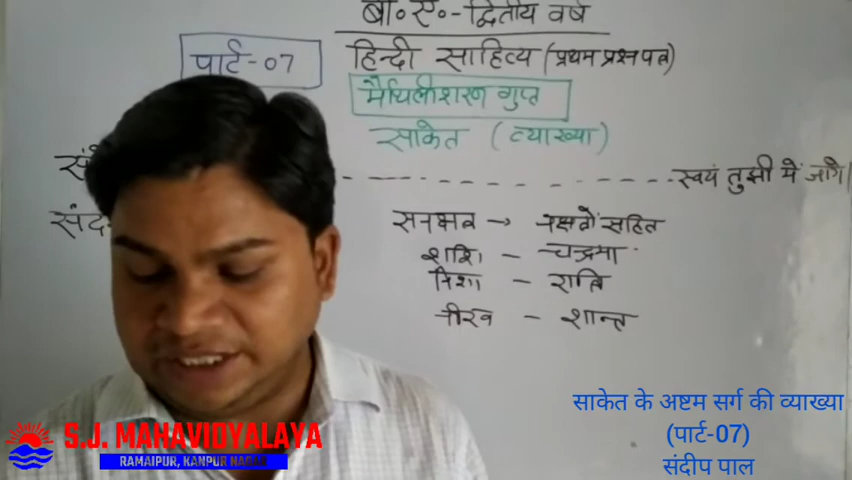 बी०ए०-द्वितीय वर्ष
पार्ट-07
हिन्दी साहित्य (प्रथम प्रश्न पत्र)
मैथिलीशरण गुप्त
साकेत (व्याख्या)
स्वयं तुझी में जागे।
सनक्षत्र → नक्षत्रों सहित
शशि - चन्द्रमा
निशा - रात्रि
नीरव - शान्त
साकेत के अष्टम सर्ग की व्याख्या
(पार्ट-07)
संदीप पाल
S.J. MAHAVIDYALAYA
RAMAIPUR, KANPUR NAGAR